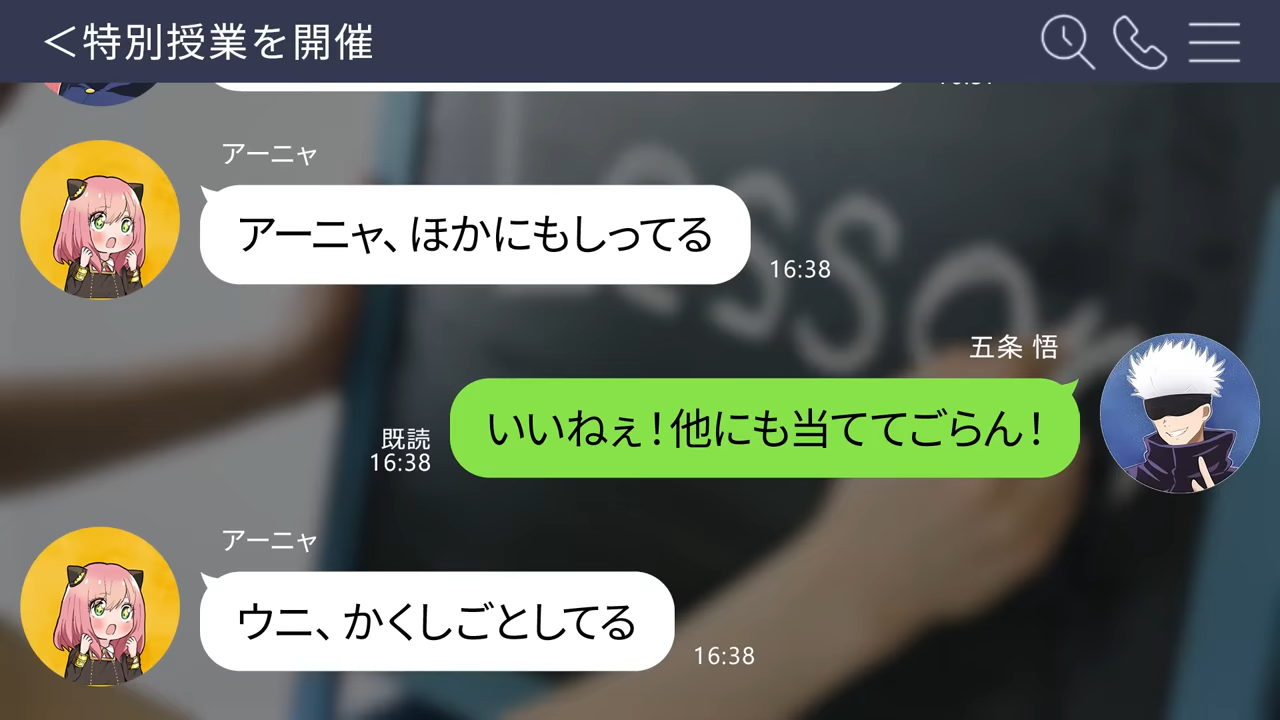 <特別授業を開催
アーニャ
アーニャ、ほかにもしってる
16:38
五条 悟
いいねぇ!他にも当ててごらん!
既読
16:38
アーニャ
ウニ、かくしごとしてる
16:38
Lesson